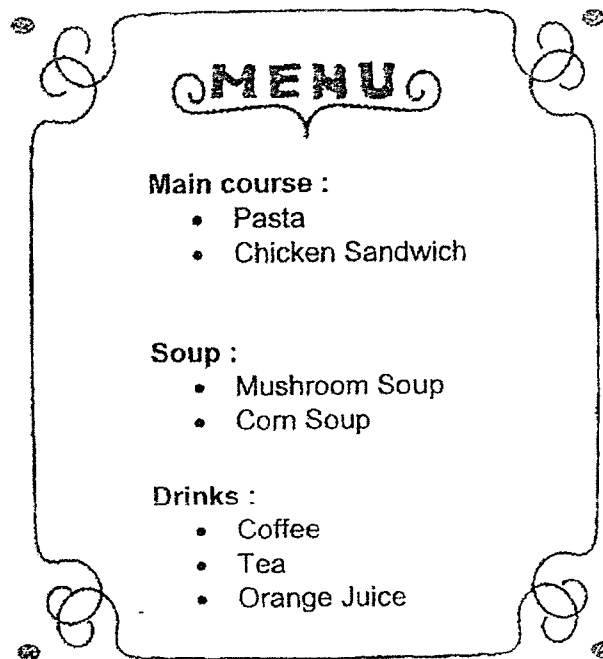 MENU
Main course :
• Pasta
• Chicken Sandwich
Soup :
• Mushroom Soup
• Corn Soup
Drinks :
• Coffee
• Tea
• Orange Juice